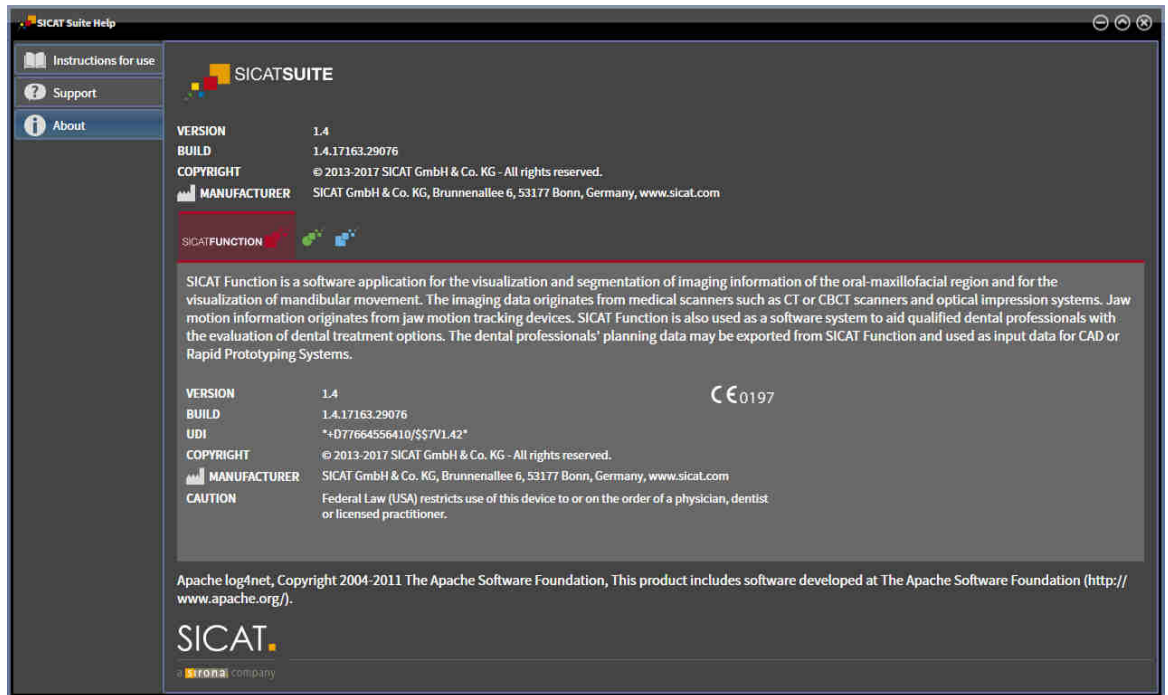 SICAT Suite Help
Instructions for use
Support
About
SICATSUITE
VERSION 1.4
BUILD 1.4.17163.29076
COPYRIGHT © 2013-2017 SICAT GmbH & Co. KG - All rights reserved.
MANUFACTURER SICAT GmbH & Co. KG, Brunnenallee 6, 53177 Bonn, Germany, www.sicat.com
SICATFUNCTION
SICAT Function is a software application for the visualization and segmentation of imaging information of the oral-maxillofacial region and for the
visualization of mandibular movement. The imaging data originates from medical scanners such as CT or CBCT scanners and optical impression systems. Jaw
motion information originates from jaw motion tracking devices. SICAT Function is also used as a software system to aid qualified dental professionals with
the evaluation of dental treatment options. The dental professionals' planning data may be exported from SICAT Function and used as input data for CAD or
Rapid Prototyping Systems.
VERSION 1.4 CE0197
BUILD 1.4.17163.29076
UDI *+D77664556410/$$7V1.42*
COPYRIGHT © 2013-2017 SICAT GmbH & Co. KG - All rights reserved.
MANUFACTURER SICAT GmbH & Co. KG, Brunnenallee 6, 53177 Bonn, Germany, www.sicat.com
CAUTION Federal Law (USA) restricts use of this device to or on the order of a physician, dentist
or licensed practitioner.
Apache log4net, Copyright 2004-2011 The Apache Software Foundation, This product includes software developed at The Apache Software Foundation (http://
www.apache.org/).
SICAT.
a sirona company